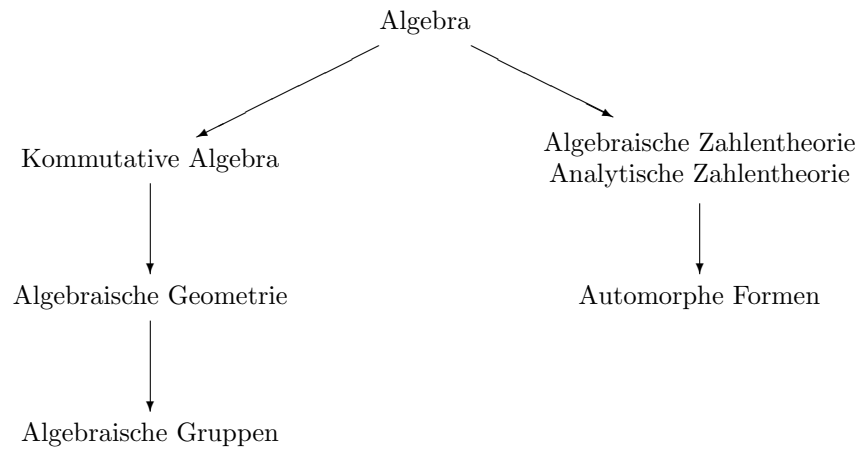 Algebra
Kommutative Algebra
Algebraische Zahlentheorie
Analytische Zahlentheorie
Algebraische Geometrie
Automorphe Formen
Algebraische Gruppen